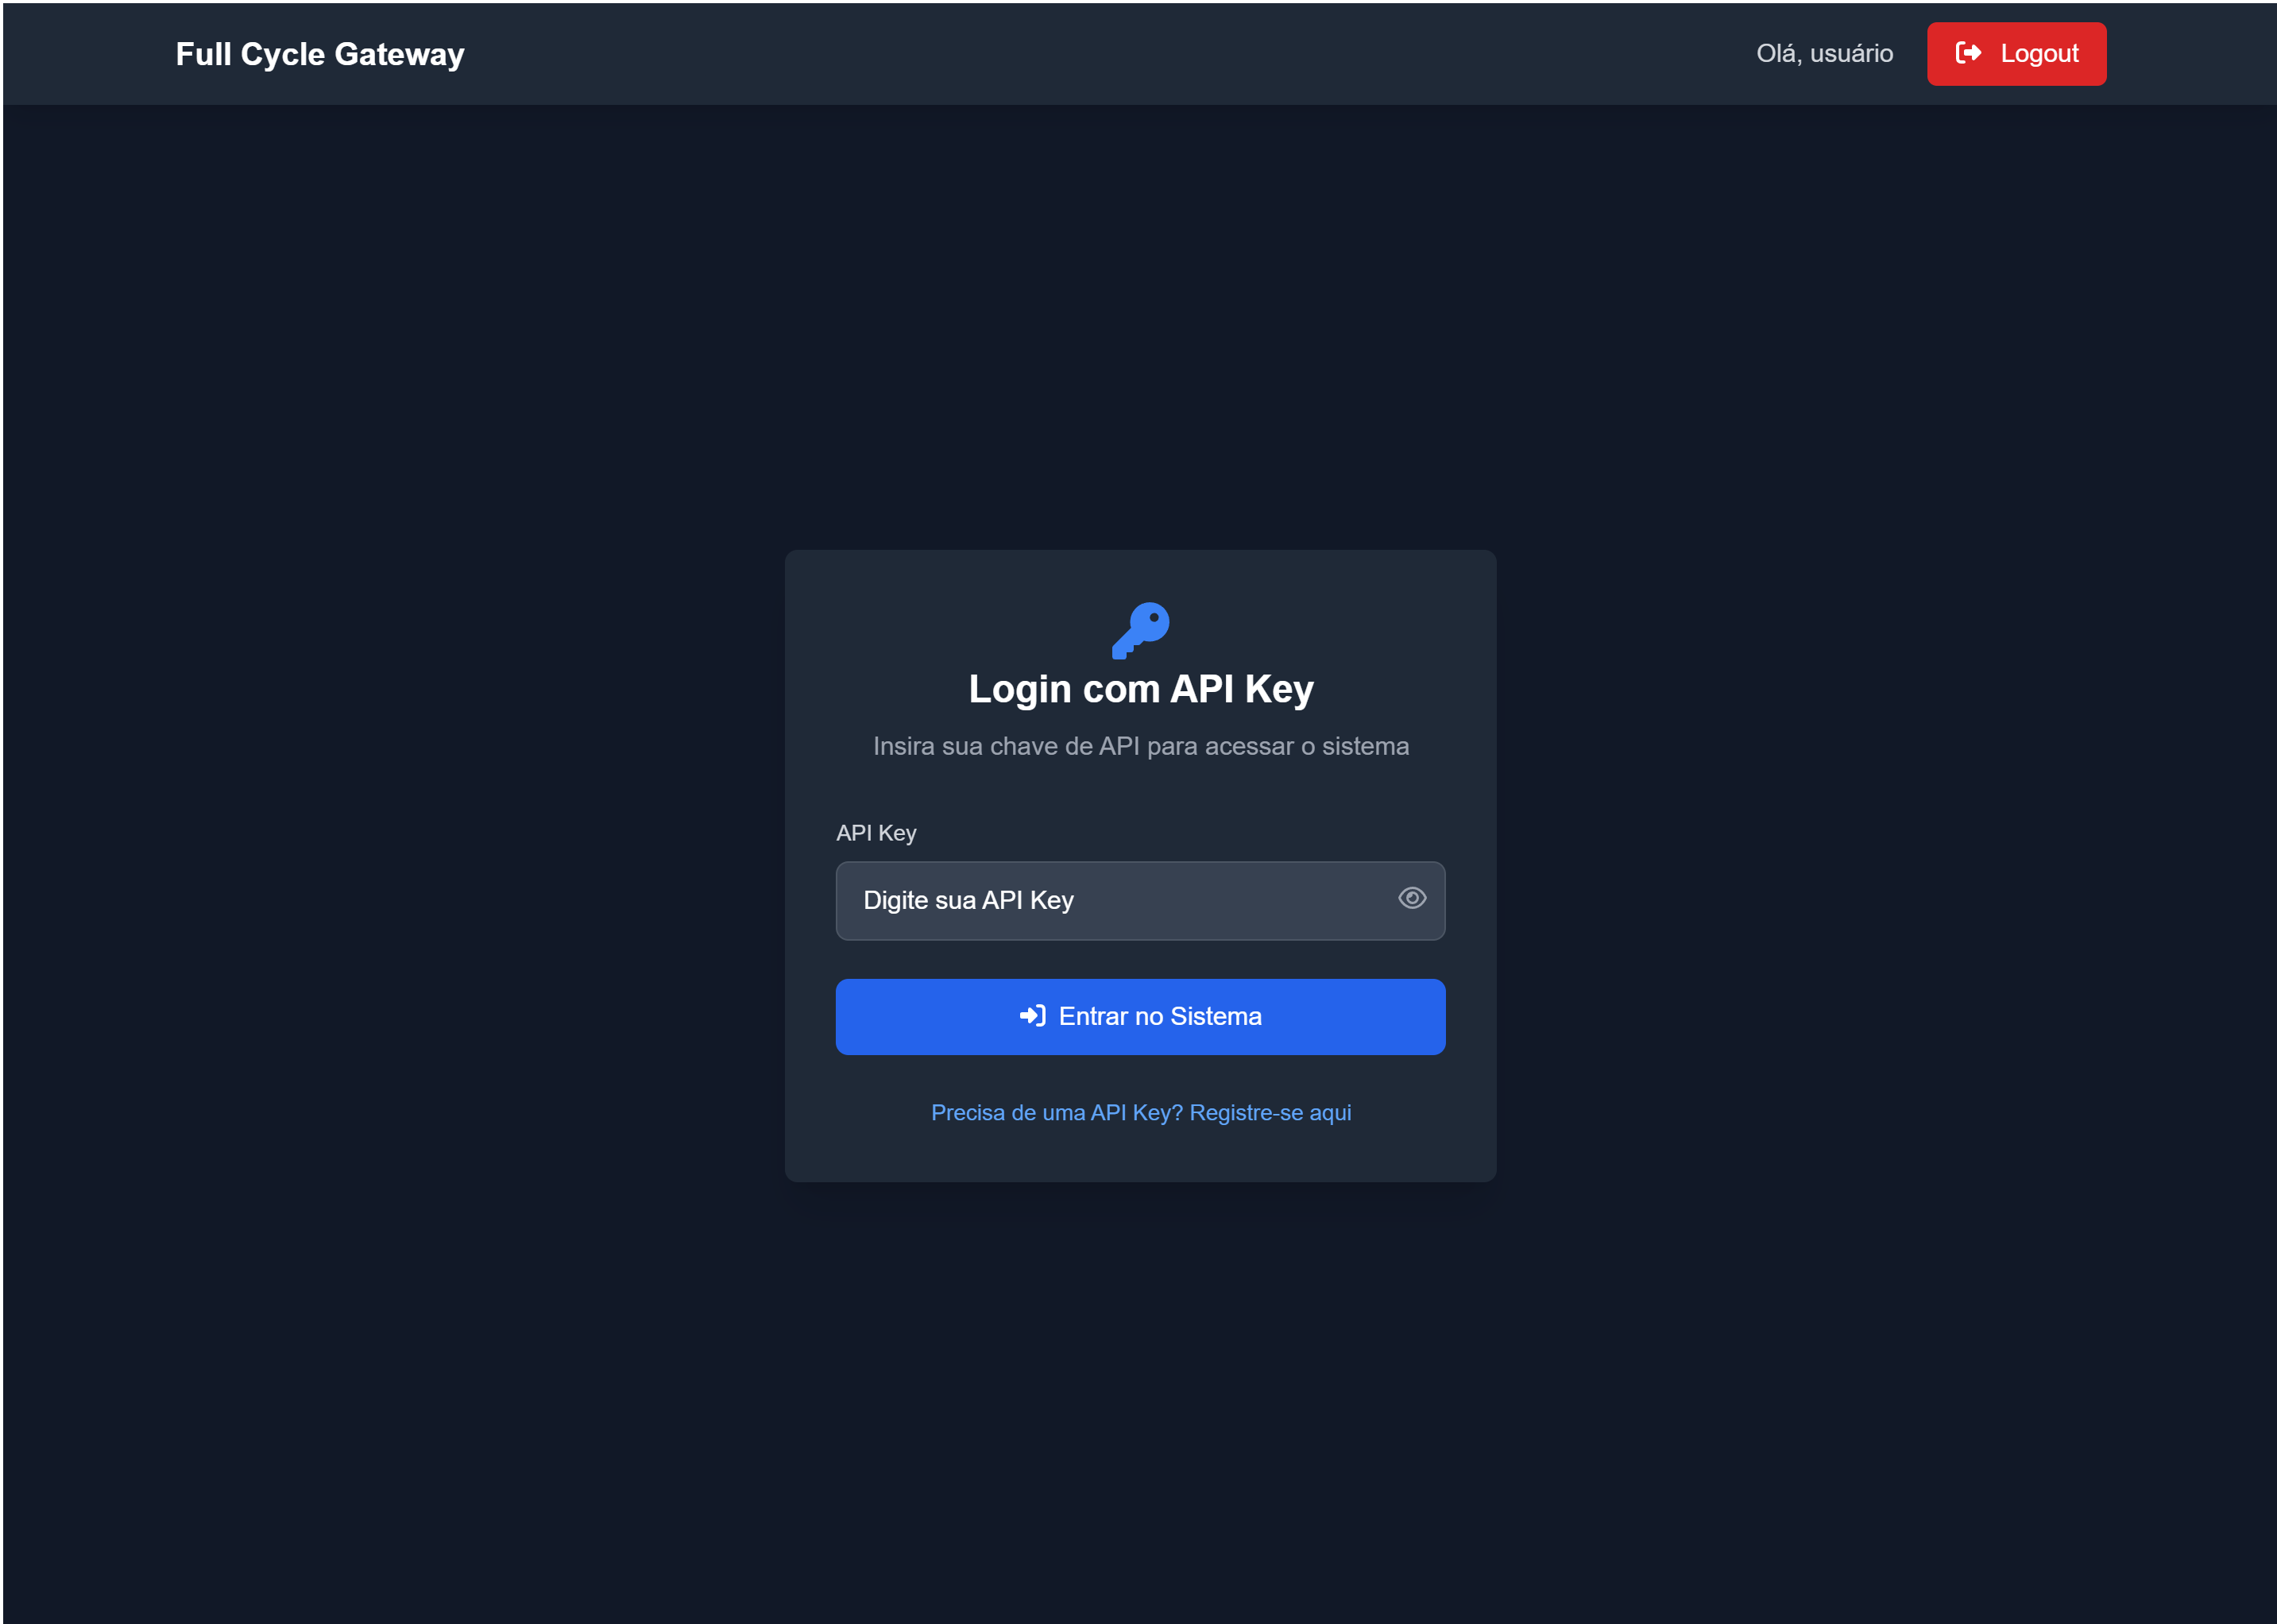 Full Cycle Gateway
Olá, usuário
Logout
Login com API Key
Insira sua chave de API para acessar o sistema
API Key
Digite sua API Key
Entrar no Sistema
Precisa de uma API Key? Registre-se aqui